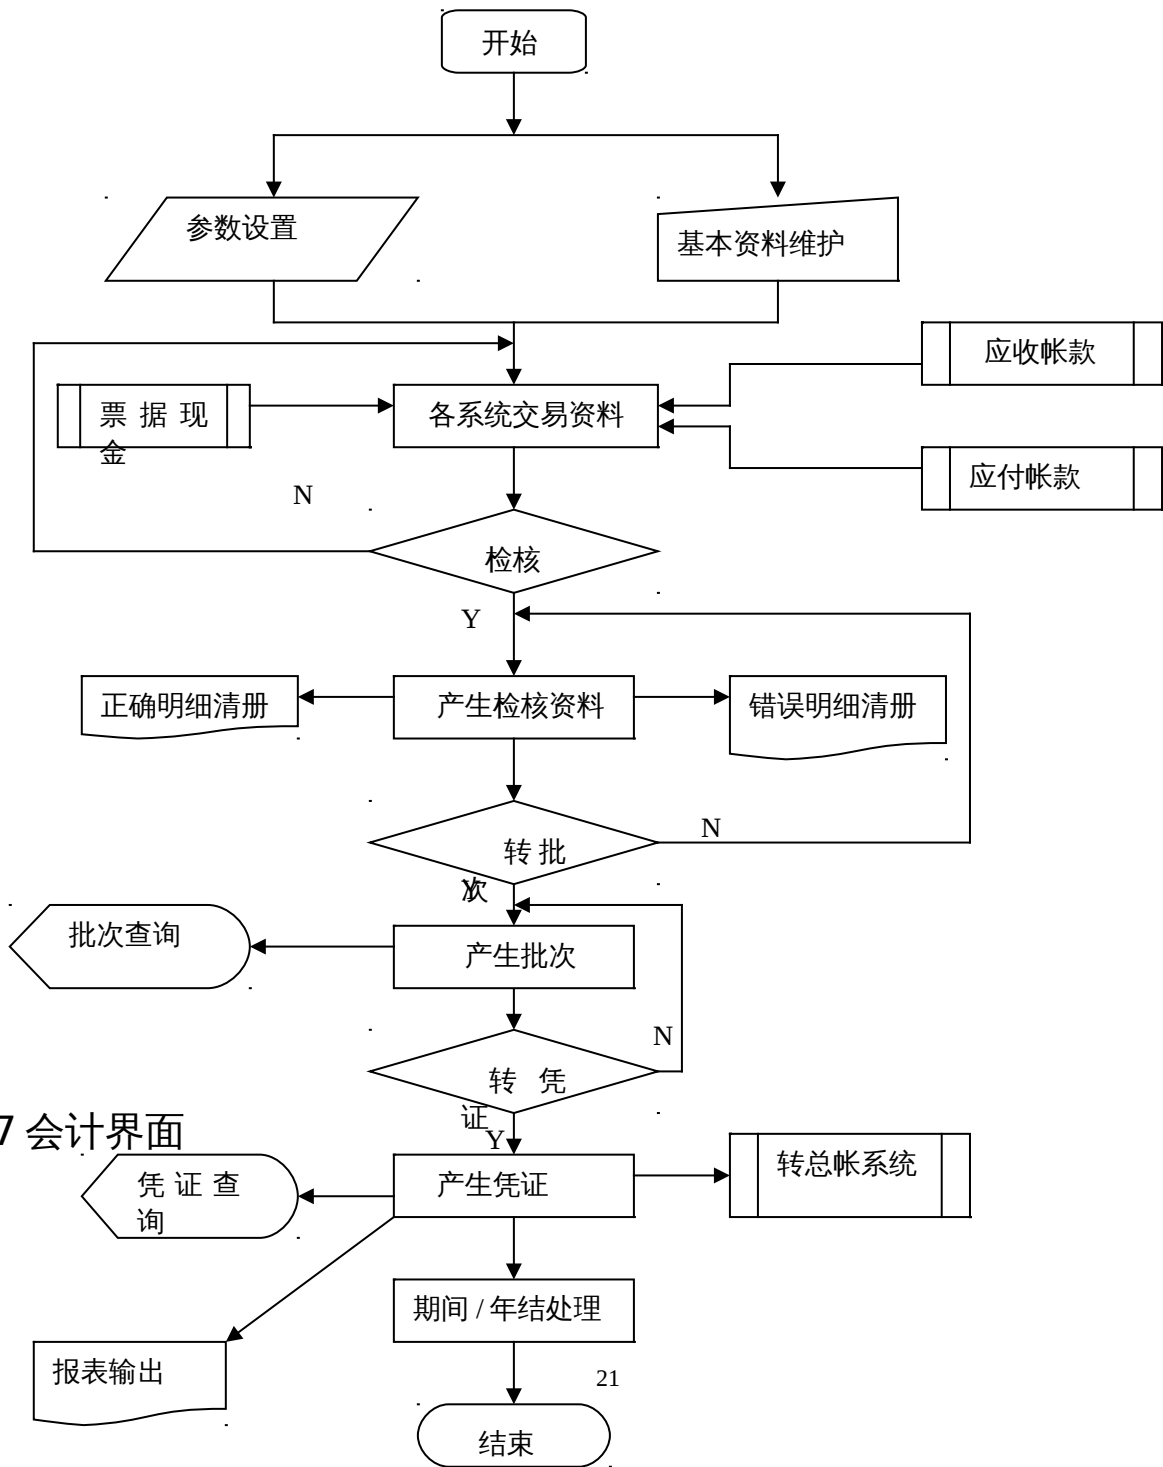 开始
参数设置
基本资料维护
应收帐款
票据现
金
各系统交易资料
应付帐款
N
检核
Y
正确明细清册
产生检核资料
错误明细清册
N
转批
次
Y
批次查询
产生批次
N
转 凭
证
7 会计界面
Y
转总帐系统
凭证查
询
产生凭证
期间 / 年结处理
报表输出
21
结束